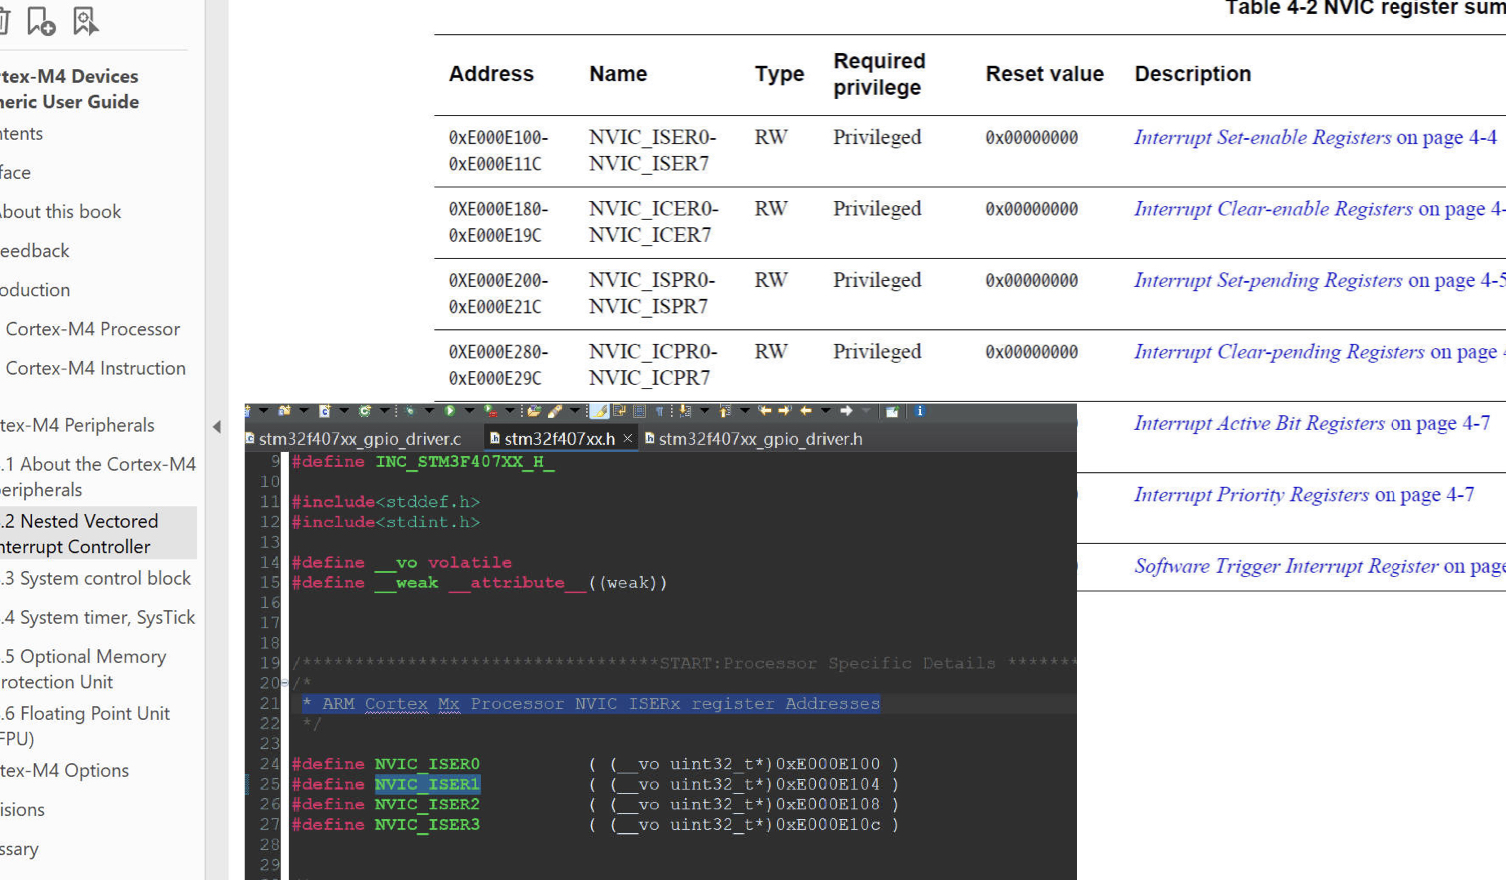 Table 4-2 NVIC register sum
tex-M4 Devices
neric User Guide
ntents
face
About this book
eedback
oduction
Cortex-M4 Processor
Cortex-M4 Instruction
tex-M4 Peripherals
.1 About the Cortex-M4
eripherals
.2 Nested Vectored
nterrupt Controller
.3 System control block
.4 System timer, SysTick
.5 Optional Memory
rotection Unit
.6 Floating Point Unit
FPU)
tex-M4 Options
isions
ssary
Address Name Type Required privilege Reset value Description
0xE000E100- NVIC_ISER0- RW Privileged 0x00000000 Interrupt Set-enable Registers on page 4-4
0xE000E11C NVIC_ISER7
0XE000E180- NVIC_ICER0- RW Privileged 0x00000000 Interrupt Clear-enable Registers on page 4-
0xE000E19C NVIC_ICER7
0XE000E200- NVIC_ISPR0- RW Privileged 0x00000000 Interrupt Set-pending Registers on page 4-5
0xE000E21C NVIC_ISPR7
0XE000E280- NVIC_ICPR0- RW Privileged 0x00000000 Interrupt Clear-pending Registers on page 4
0xE000E29C NVIC_ICPR7
Interrupt Active Bit Registers on page 4-7
Interrupt Priority Registers on page 4-7
Software Trigger Interrupt Register on page
stm32f407xx_gpio_driver.c stm32f407xx.h stm32f407xx_gpio_driver.h
9 #define INC_STM3F407XX_H_
10
11 #include<stddef.h>
12 #include<stdint.h>
13
14 #define __vo volatile
15 #define __weak __attribute__((weak))
16
17
18
19 /**********************************START:Processor Specific Details *******
20 /*
21 * ARM Cortex Mx Processor NVIC ISERx register Addresses
22 */
23
24 #define NVIC_ISER0 ( (__vo uint32_t*)0xE000E100 )
25 #define NVIC_ISER1 ( (__vo uint32_t*)0xE000E104 )
26 #define NVIC_ISER2 ( (__vo uint32_t*)0xE000E108 )
27 #define NVIC_ISER3 ( (__vo uint32_t*)0xE000E10c )
28
29